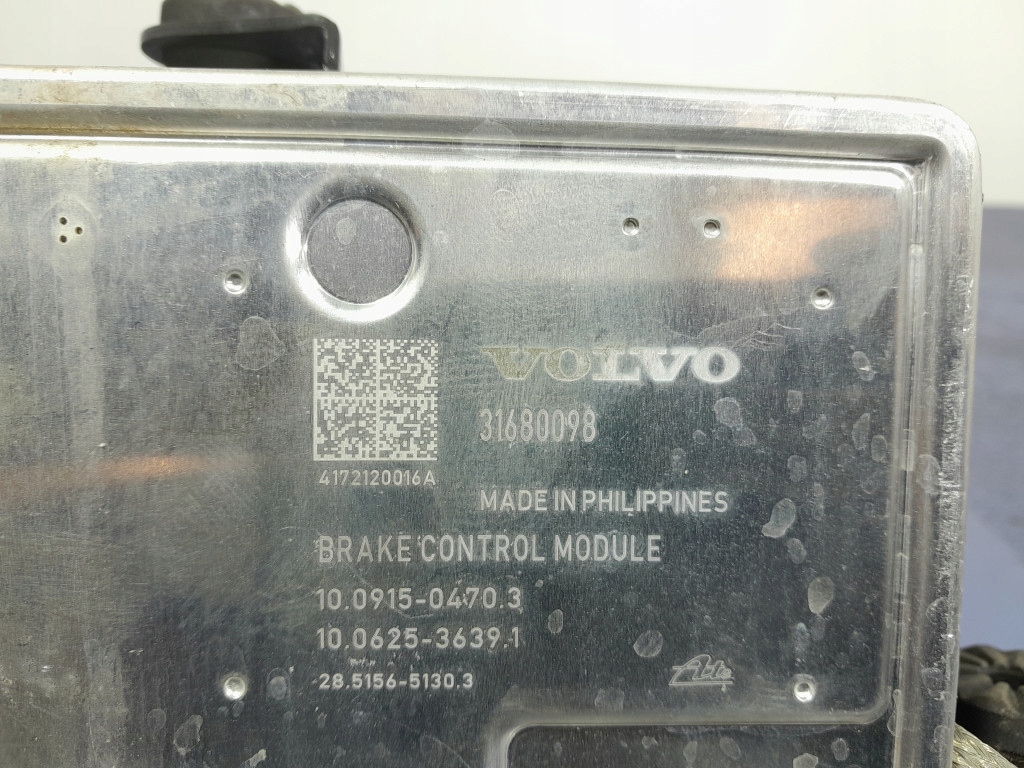 VOLVO
31680098
4172120016A
MADE IN PHILIPPINES
BRAKE CONTROL MODULE
10.0915-0470.3
10.0625-3639.1
28.5156-5130.3
Ate